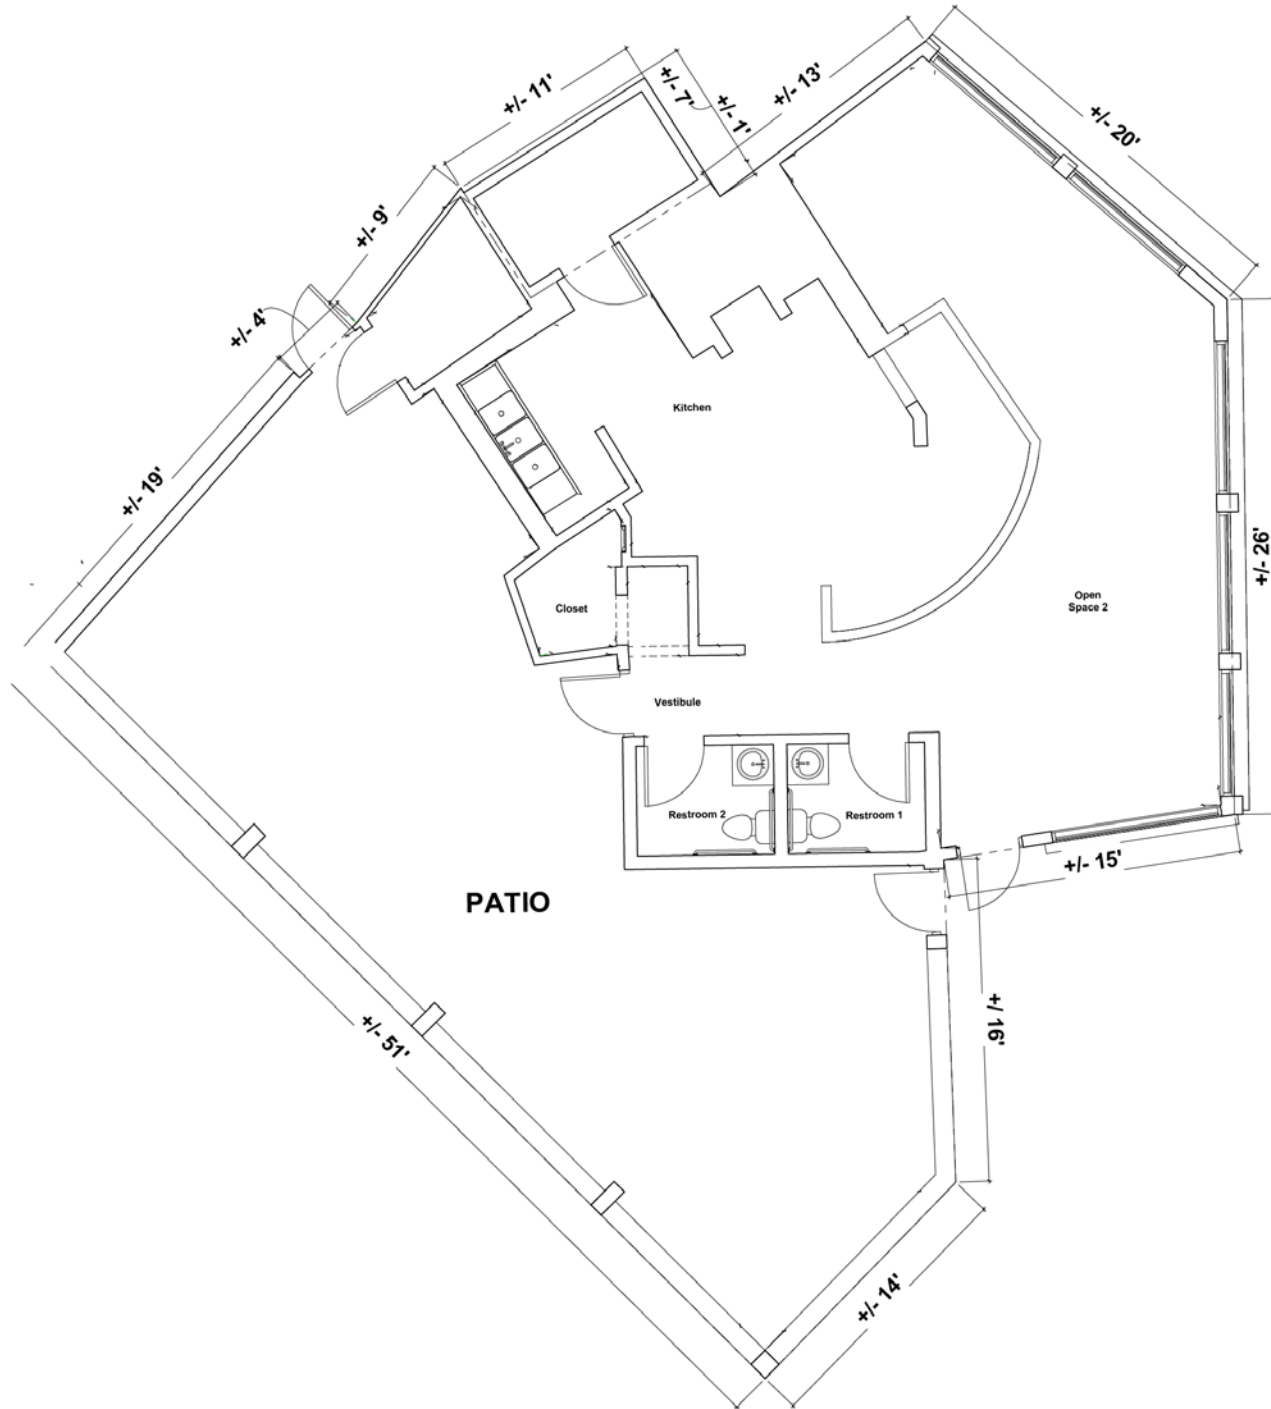 +/- 11'
+/- 7'
+/- 1'
+/- 13'
+/- 20'
+/- 9'
+/- 4'
+/- 19'
Kitchen
+/- 26'
Closet
Open
Space 2
Vestibule
Restroom 2
Restroom 1
+/- 15'
PATIO
+/- 16'
+/- 51'
+/- 14'